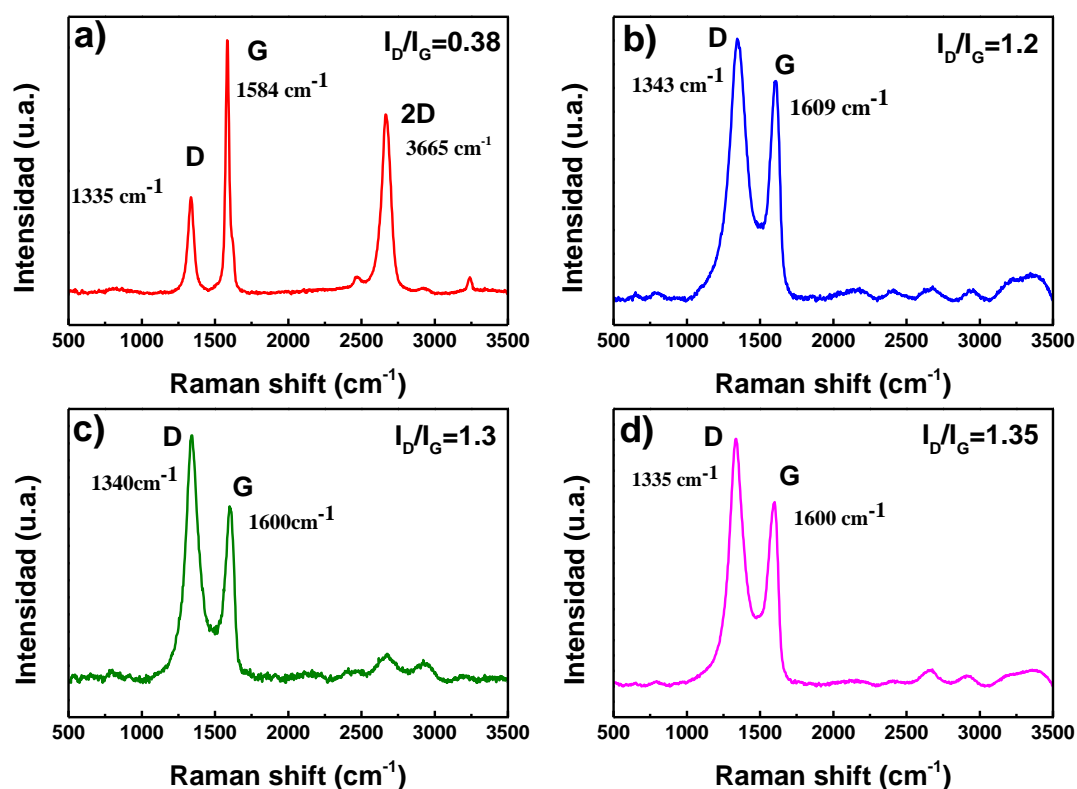 a)
I_D/I_G=0.38
G
1584 cm⁻¹
2D
3665 cm⁻¹
D
1335 cm⁻¹
Intensidad (u.a.)
500 1000 1500 2000 2500 3000 3500
Raman shift (cm⁻¹)
b)
I_D/I_G=1.2
D
1343 cm⁻¹
G
1609 cm⁻¹
Intensidad (u.a.)
500 1000 1500 2000 2500 3000 3500
Raman shift (cm⁻¹)
c)
I_D/I_G=1.3
D
1340cm⁻¹
G
1600cm⁻¹
Intensidad (u.a.)
500 1000 1500 2000 2500 3000 3500
Raman shift (cm⁻¹)
d)
I_D/I_G=1.35
D
1335 cm⁻¹
G
1600 cm⁻¹
Intensidad (u.a.)
500 1000 1500 2000 2500 3000 3500
Raman shift (cm⁻¹)